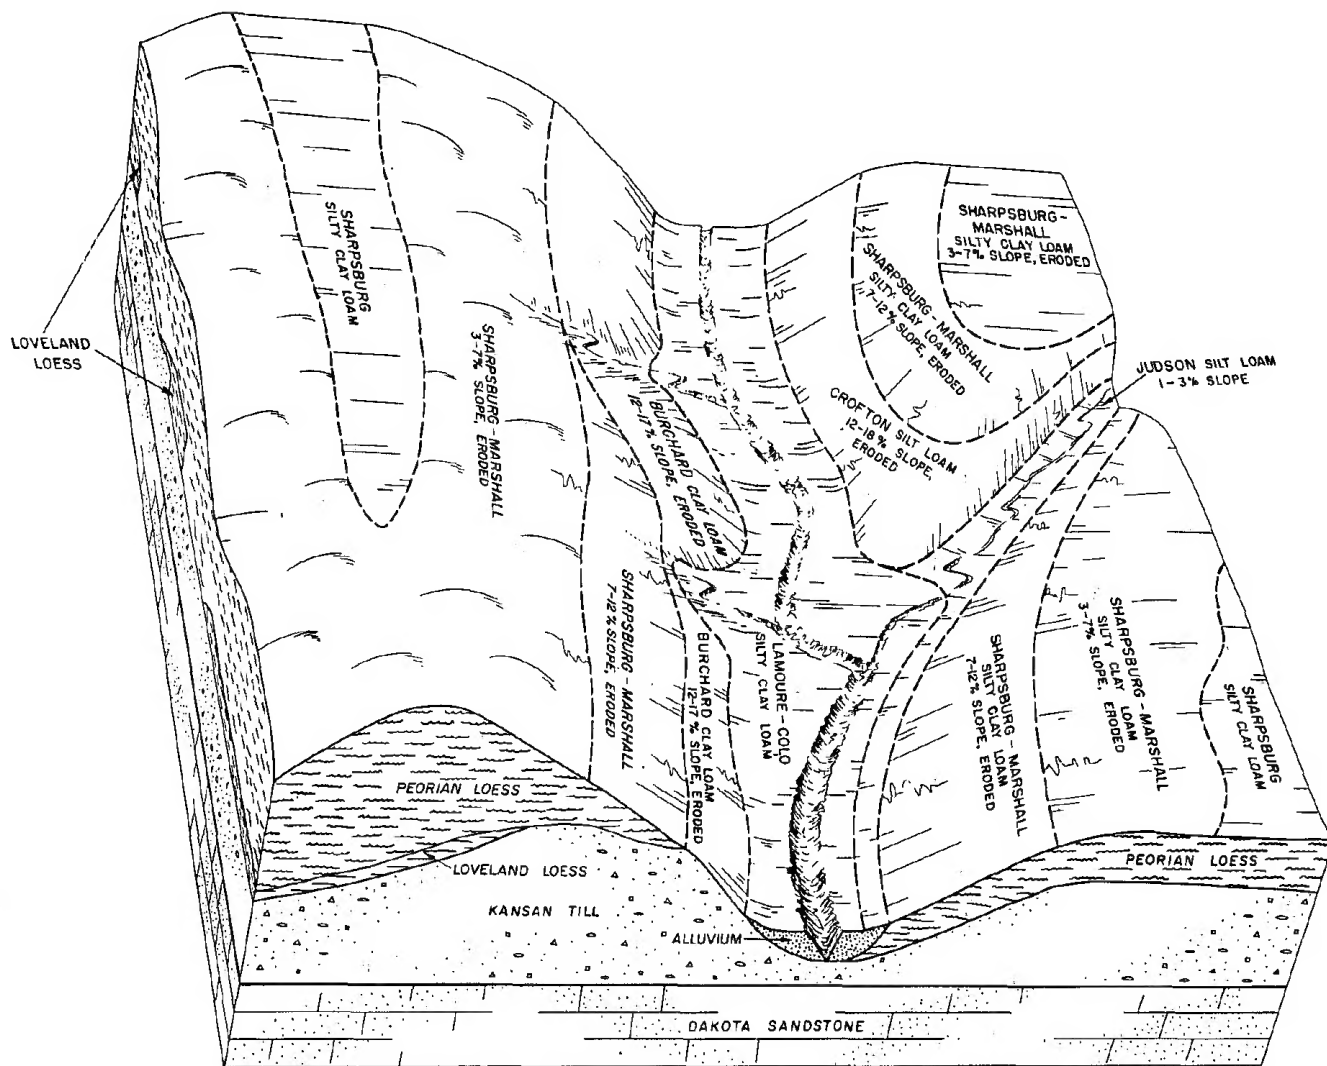 SHARPSBURG
SILTY CLAY LOAM
LOVELAND
LOESS
SHARPSBURG - MARSHALL
3-7% SLOPE, ERODED
SHARPSBURG-
MARSHALL
SILTY CLAY LOAM
3-7% SLOPE, ERODED
SHARPSBURG - MARSHALL
SILTY CLAY LOAM
7-12% SLOPE, ERODED
JUDSON SILT LOAM
1-3% SLOPE
CROFTON SILT LOAM
12-18% SLOPE,
ERODED
BURCHARD CLAY LOAM
12-17% SLOPE, ERODED
SHARPSBURG - MARSHALL
7-12% SLOPE, ERODED
BURCHARD CLAY LOAM
12-17% SLOPE, ERODED
LAMOURE-COLO
SILTY CLAY LOAM
SHARPSBURG - MARSHALL
SILTY CLAY LOAM
7-12% SLOPE, ERODED
SHARPSBURG - MARSHALL
SILTY CLAY LOAM
3-7% SLOPE, ERODED
SHARPSBURG
SILTY CLAY LOAM
PEORIAN LOESS
LOVELAND LOESS
KANSAN TILL
ALLUVIUM
PEORIAN LOESS
DAKOTA SANDSTONE